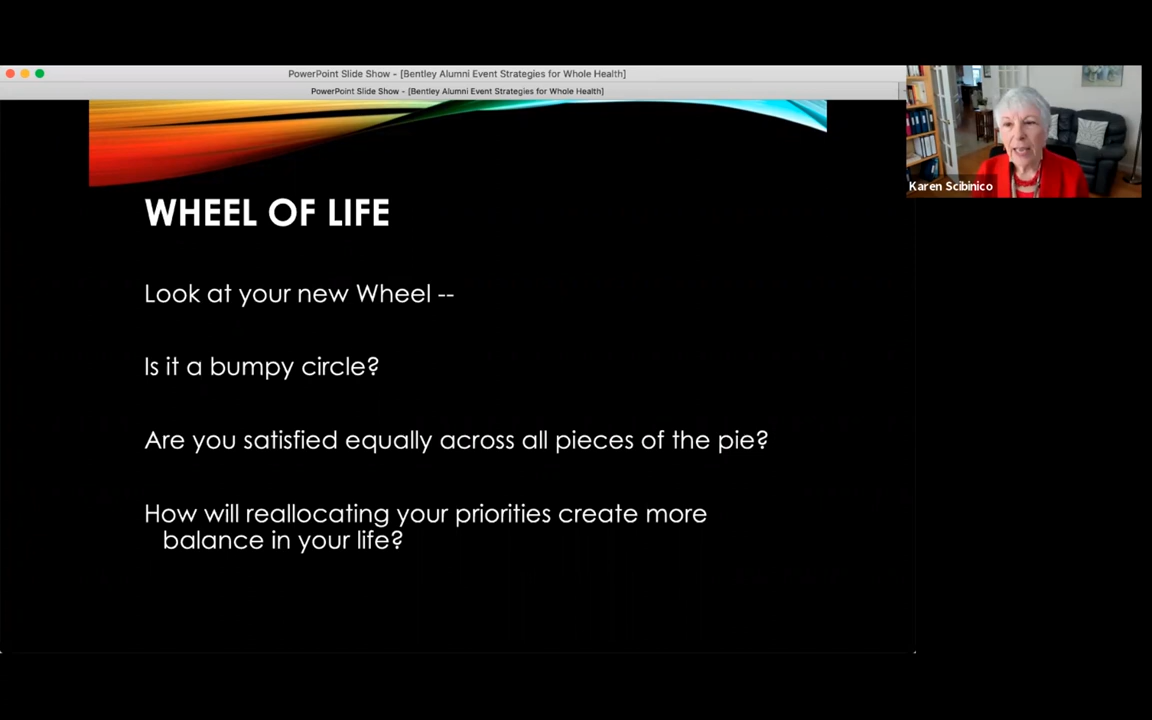 PowerPoint Slide Show - [Bentley Alumni Event Strategies for Whole Health]
PowerPoint Slide Show - [Bentley Alumni Event Strategies for Whole Health]
Karen Scibinico
WHEEL OF LIFE
Look at your new Wheel --
Is it a bumpy circle?
Are you satisfied equally across all pieces of the pie?
How will reallocating your priorities create more
balance in your life?